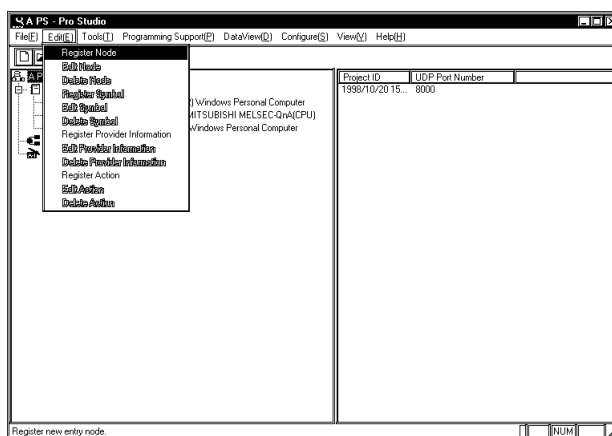 A PS - Pro Studio
File(F) Edit(E) Tools(T) Programming Support(P) DataView(D) Configure(S) View(V) Help(H)
Register Node
Edit Node
Delete Node
Register Symbol
Edit Symbol
Delete Symbol
Register Provider Information
Edit Provider Information
Delete Provider Information
Register Action
Edit Action
Delete Action
AP
) Windows Personal Computer
MITSUBISHI MELSEC-QnA(CPU)
Windows Personal Computer
Project ID UDP Port Number
1998/10/20 15... 8000
Register new entry node.
NUM